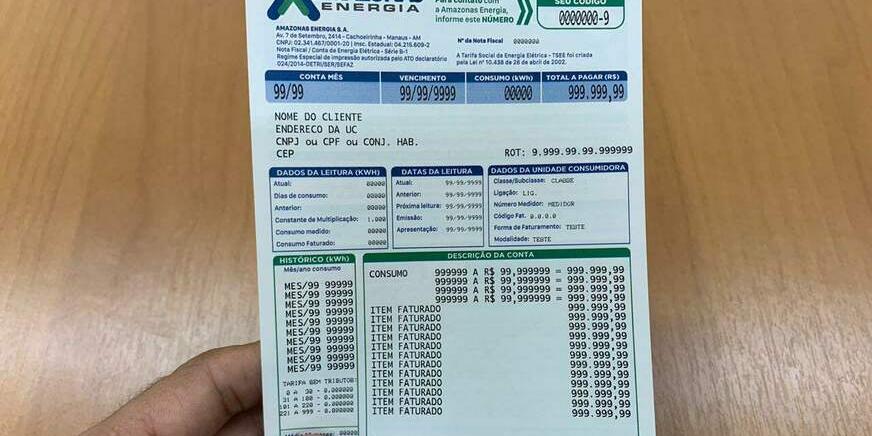 ENERGIA
Para contato com
a Amazonas Energia,
informe este NÚMERO
SEU CÓDIGO
0000000-9
AMAZONAS ENERGIA S.A.
Av. 7 de Setembro, 2414 - Cachoeirinha - Manaus - AM
CNPJ: 02.341.467/0001-20 | Insc. Estadual: 04.215.609-2
Nota Fiscal / Conta de Energia Elétrica - Série B-1
Regime Especial de impressão autorizada pelo ATO declaratório
024/2014-DETRI/SER/SEFAZ
Nº da Nota Fiscal 0000000
A Tarifa Social de Energia Elétrica - TSEE foi criada
pela Lei nº 10.438 de 26 de abril de 2002.
CONTA MÊS VENCIMENTO CONSUMO (kWh) TOTAL A PAGAR (R$)
99/99 99/99/9999 00000 999.999,99
NOME DO CLIENTE
ENDERECO DA UC
CNPJ ou CPF ou CONJ. HAB.
CEP ROT: 9.999.99.99.999999
DADOS DA LEITURA (KWH)
Atual: 00000
Dias de consumo: 00000
Anterior: 00000
Constante de Multiplicação: 1.000
Consumo medido: 00000
Consumo Faturado: 00000
DATAS DA LEITURA
Atual: 99-99-9999
Anterior: 99-99-9999
Próxima leitura: 99-99-9999
Emissão: 99-99-9999
Apresentação: 99-99-9999
DADOS DA UNIDADE CONSUMIDORA
Classe/Subclasse: CLASSE
Ligação: LIG.
Número Medidor: MEDIDOR
Código Fat. 0.0.0.0
Forma de Faturamento: TESTE
Modalidade: TESTE
HISTÓRICO (kWh)
Mês/ano consumo
MES/99 99999
MES/99 99999
MES/99 99999
MES/99 99999
MES/99 99999
MES/99 99999
MES/99 99999
MES/99 99999
MES/99 99999
MES/99 99999
MES/99 99999
MES/99 99999
TARIFA SEM TRIBUTOS:
0 A 30 - 0.000000
31 A 100 - 0.000000
101 A 220 - 0.000000
221 A 999 - 0.000000
DESCRIÇÃO DA CONTA
CONSUMO 999999 A R$ 99,999999 = 999.999,99
999999 A R$ 99,999999 = 999.999,99
999999 A R$ 99,999999 = 999.999,99
999999 A R$ 99,999999 = 999.999,99
ITEM FATURADO 999.999,99
ITEM FATURADO 999.999,99
ITEM FATURADO 999.999,99
ITEM FATURADO 999.999,99
ITEM FATURADO 999.999,99
ITEM FATURADO 999.999,99
ITEM FATURADO 999.999,99
ITEM FATURADO 999.999,99
ITEM FATURADO 999.999,99
ITEM FATURADO 999.999,99
ITEM FATURADO 999.999,99
ITEM FATURADO 999.999,99